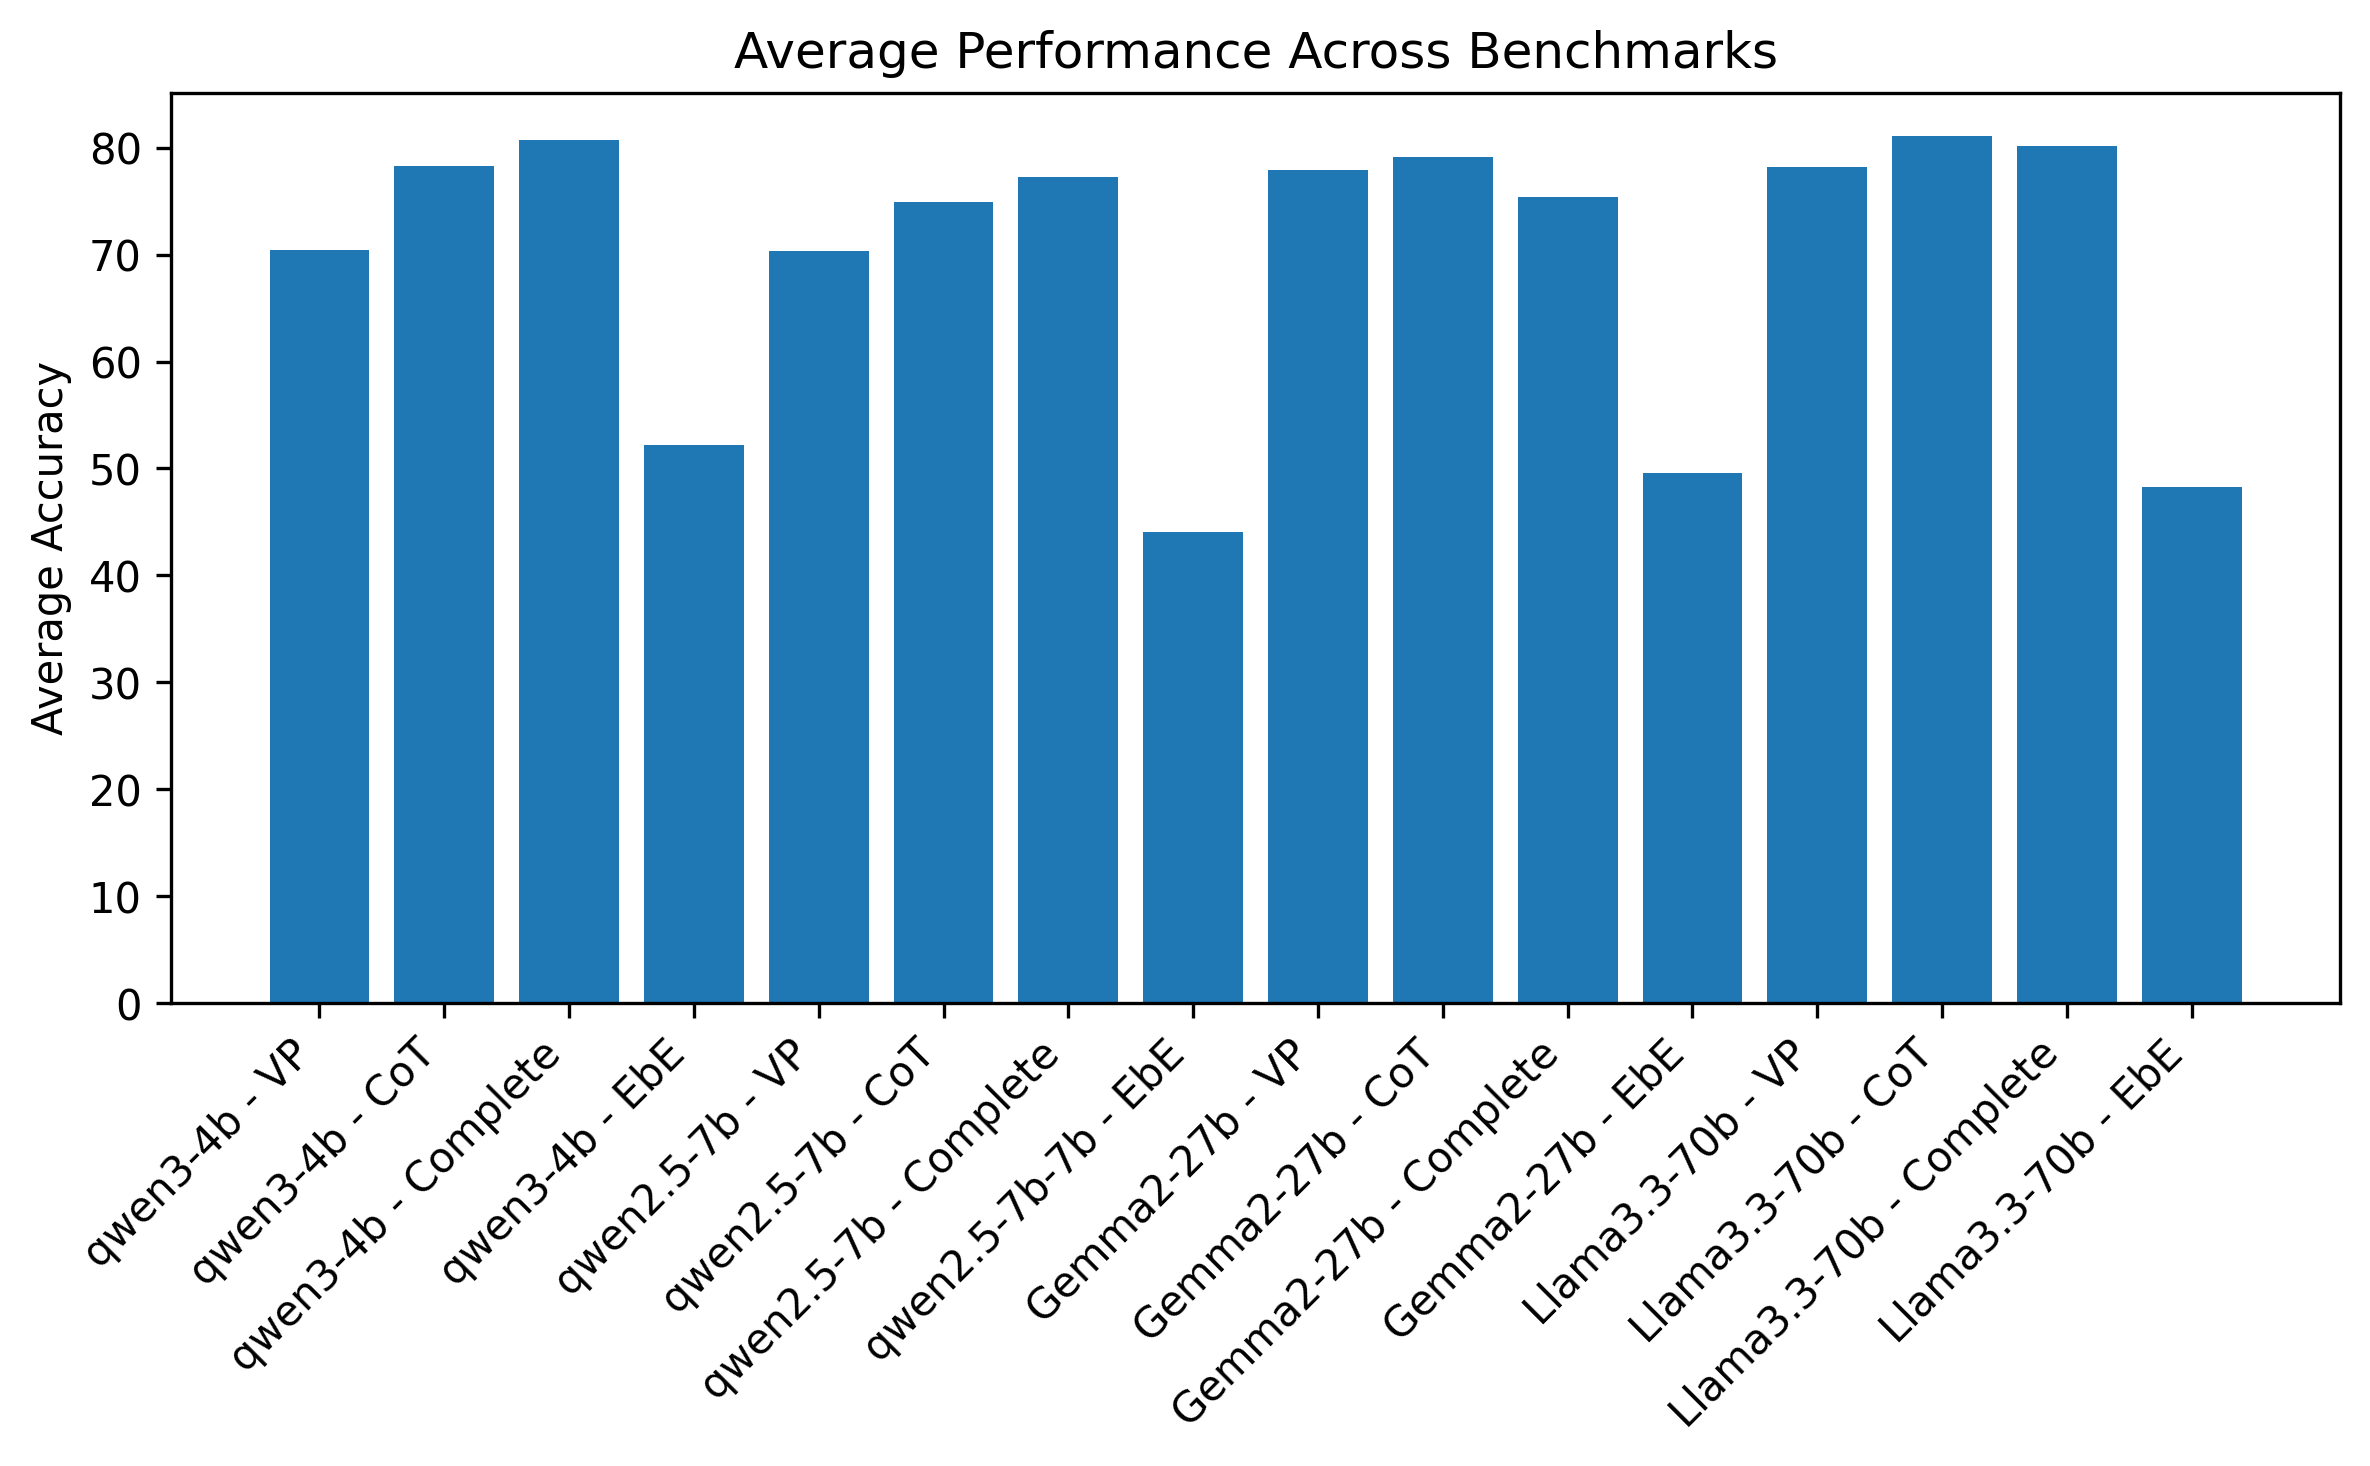 Average Performance Across Benchmarks
Average Accuracy
80
70
60
50
40
30
20
10
0
qwen3-4b - VP
qwen3-4b - CoT
qwen3-4b - Complete
qwen3-4b - EbE
qwen2.5-7b - VP
qwen2.5-7b - CoT
qwen2.5-7b - Complete
qwen2.5-7b-7b - EbE
Gemma2-27b - VP
Gemma2-27b - CoT
Gemma2-27b - Complete
Gemma2-27b - EbE
Llama3.3-70b - VP
Llama3.3-70b - CoT
Llama3.3-70b - Complete
Llama3.3-70b - EbE